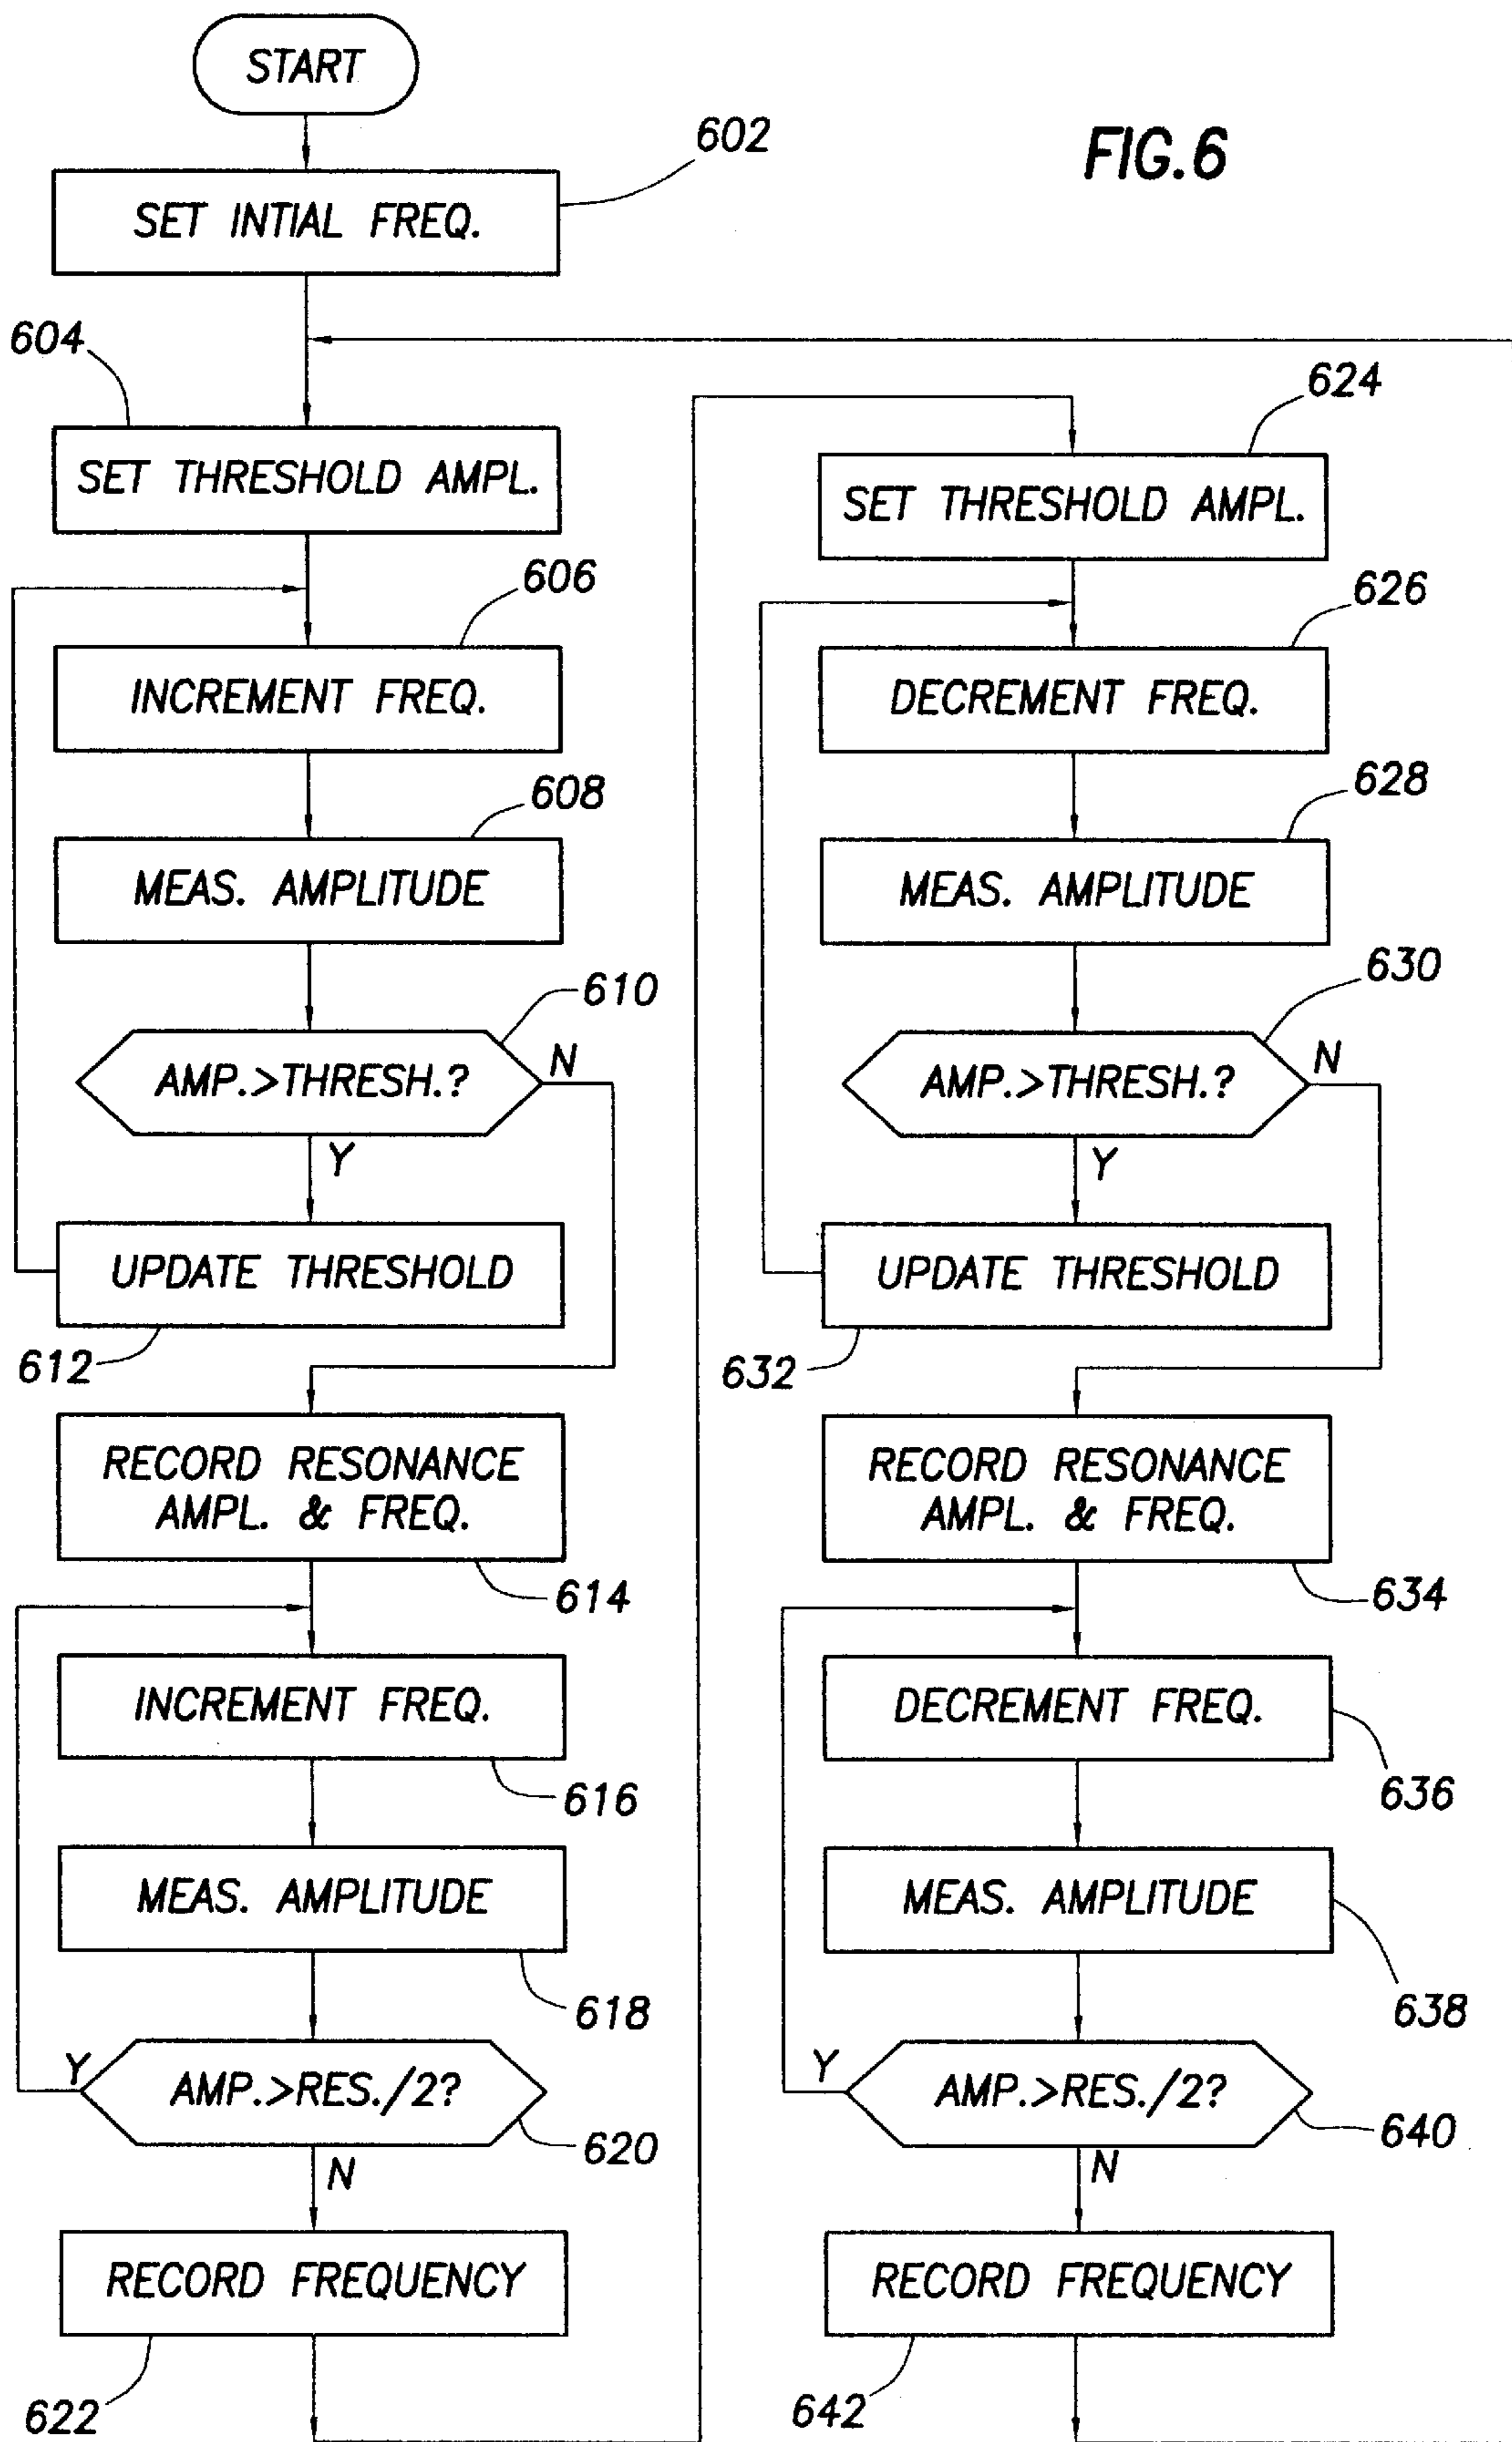 START
FIG.6
602
SET INTIAL FREQ.
604
SET THRESHOLD AMPL.
606
INCREMENT FREQ.
608
MEAS. AMPLITUDE
610
AMP.>THRESH.?
N
Y
UPDATE THRESHOLD
612
RECORD RESONANCE
AMPL. & FREQ.
614
INCREMENT FREQ.
616
MEAS. AMPLITUDE
618
Y
AMP.>RES./2?
620
N
RECORD FREQUENCY
622
624
SET THRESHOLD AMPL.
626
DECREMENT FREQ.
628
MEAS. AMPLITUDE
630
AMP.>THRESH.?
N
Y
UPDATE THRESHOLD
632
RECORD RESONANCE
AMPL. & FREQ.
634
DECREMENT FREQ.
636
MEAS. AMPLITUDE
638
Y
AMP.>RES./2?
640
N
RECORD FREQUENCY
642